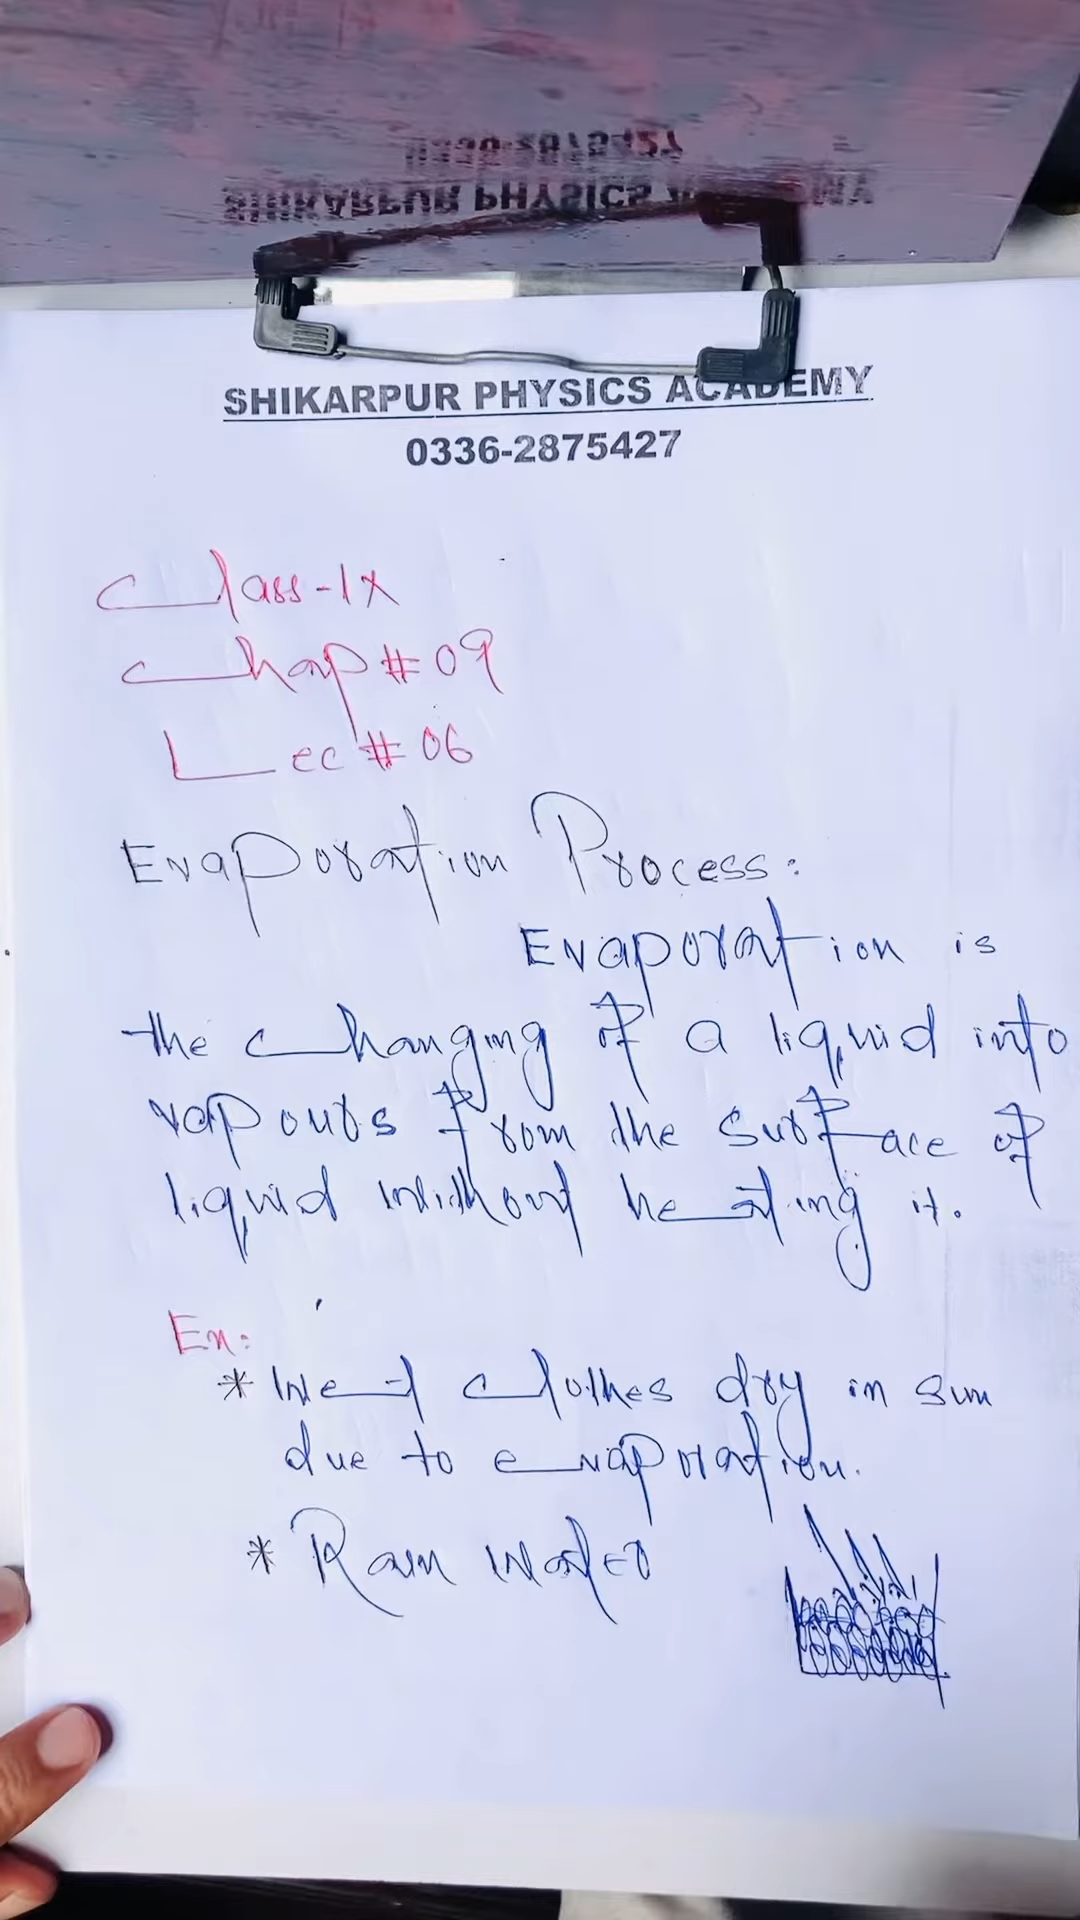 SHIKARPUR PHYSICS ACADEMY
0336-2875427
Class-IX
Chap # 09
Lec # 06
Evaporation Process:
Evaporation is
the changing of a liquid into
vapours from the surface of
liquid without heating it.
Ex:
* Wet clothes dry in sun
due to evaporation.
* Rain water